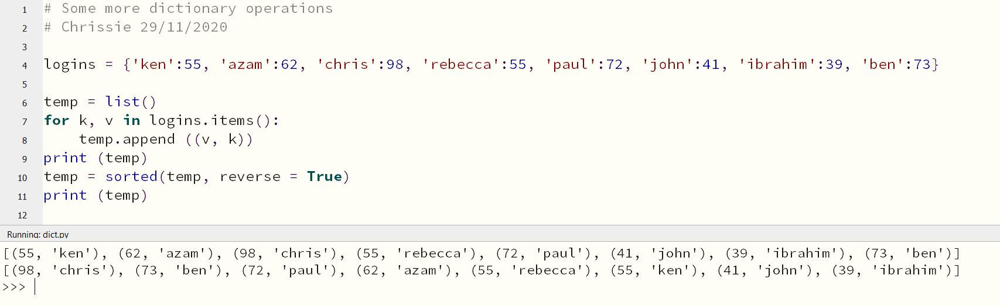 1 # Some more dictionary operations
2 # Chrissie 29/11/2020
3
4 logins = {'ken':55, 'azam':62, 'chris':98, 'rebecca':55, 'paul':72, 'john':41, 'ibrahim':39, 'ben':73}
5
6 temp = list()
7 for k, v in logins.items():
8     temp.append ((v, k))
9 print (temp)
10 temp = sorted(temp, reverse = True)
11 print (temp)
12
Running: dict.py
[(55, 'ken'), (62, 'azam'), (98, 'chris'), (55, 'rebecca'), (72, 'paul'), (41, 'john'), (39, 'ibrahim'), (73, 'ben')]
[(98, 'chris'), (73, 'ben'), (72, 'paul'), (62, 'azam'), (55, 'rebecca'), (55, 'ken'), (41, 'john'), (39, 'ibrahim')]
>>>